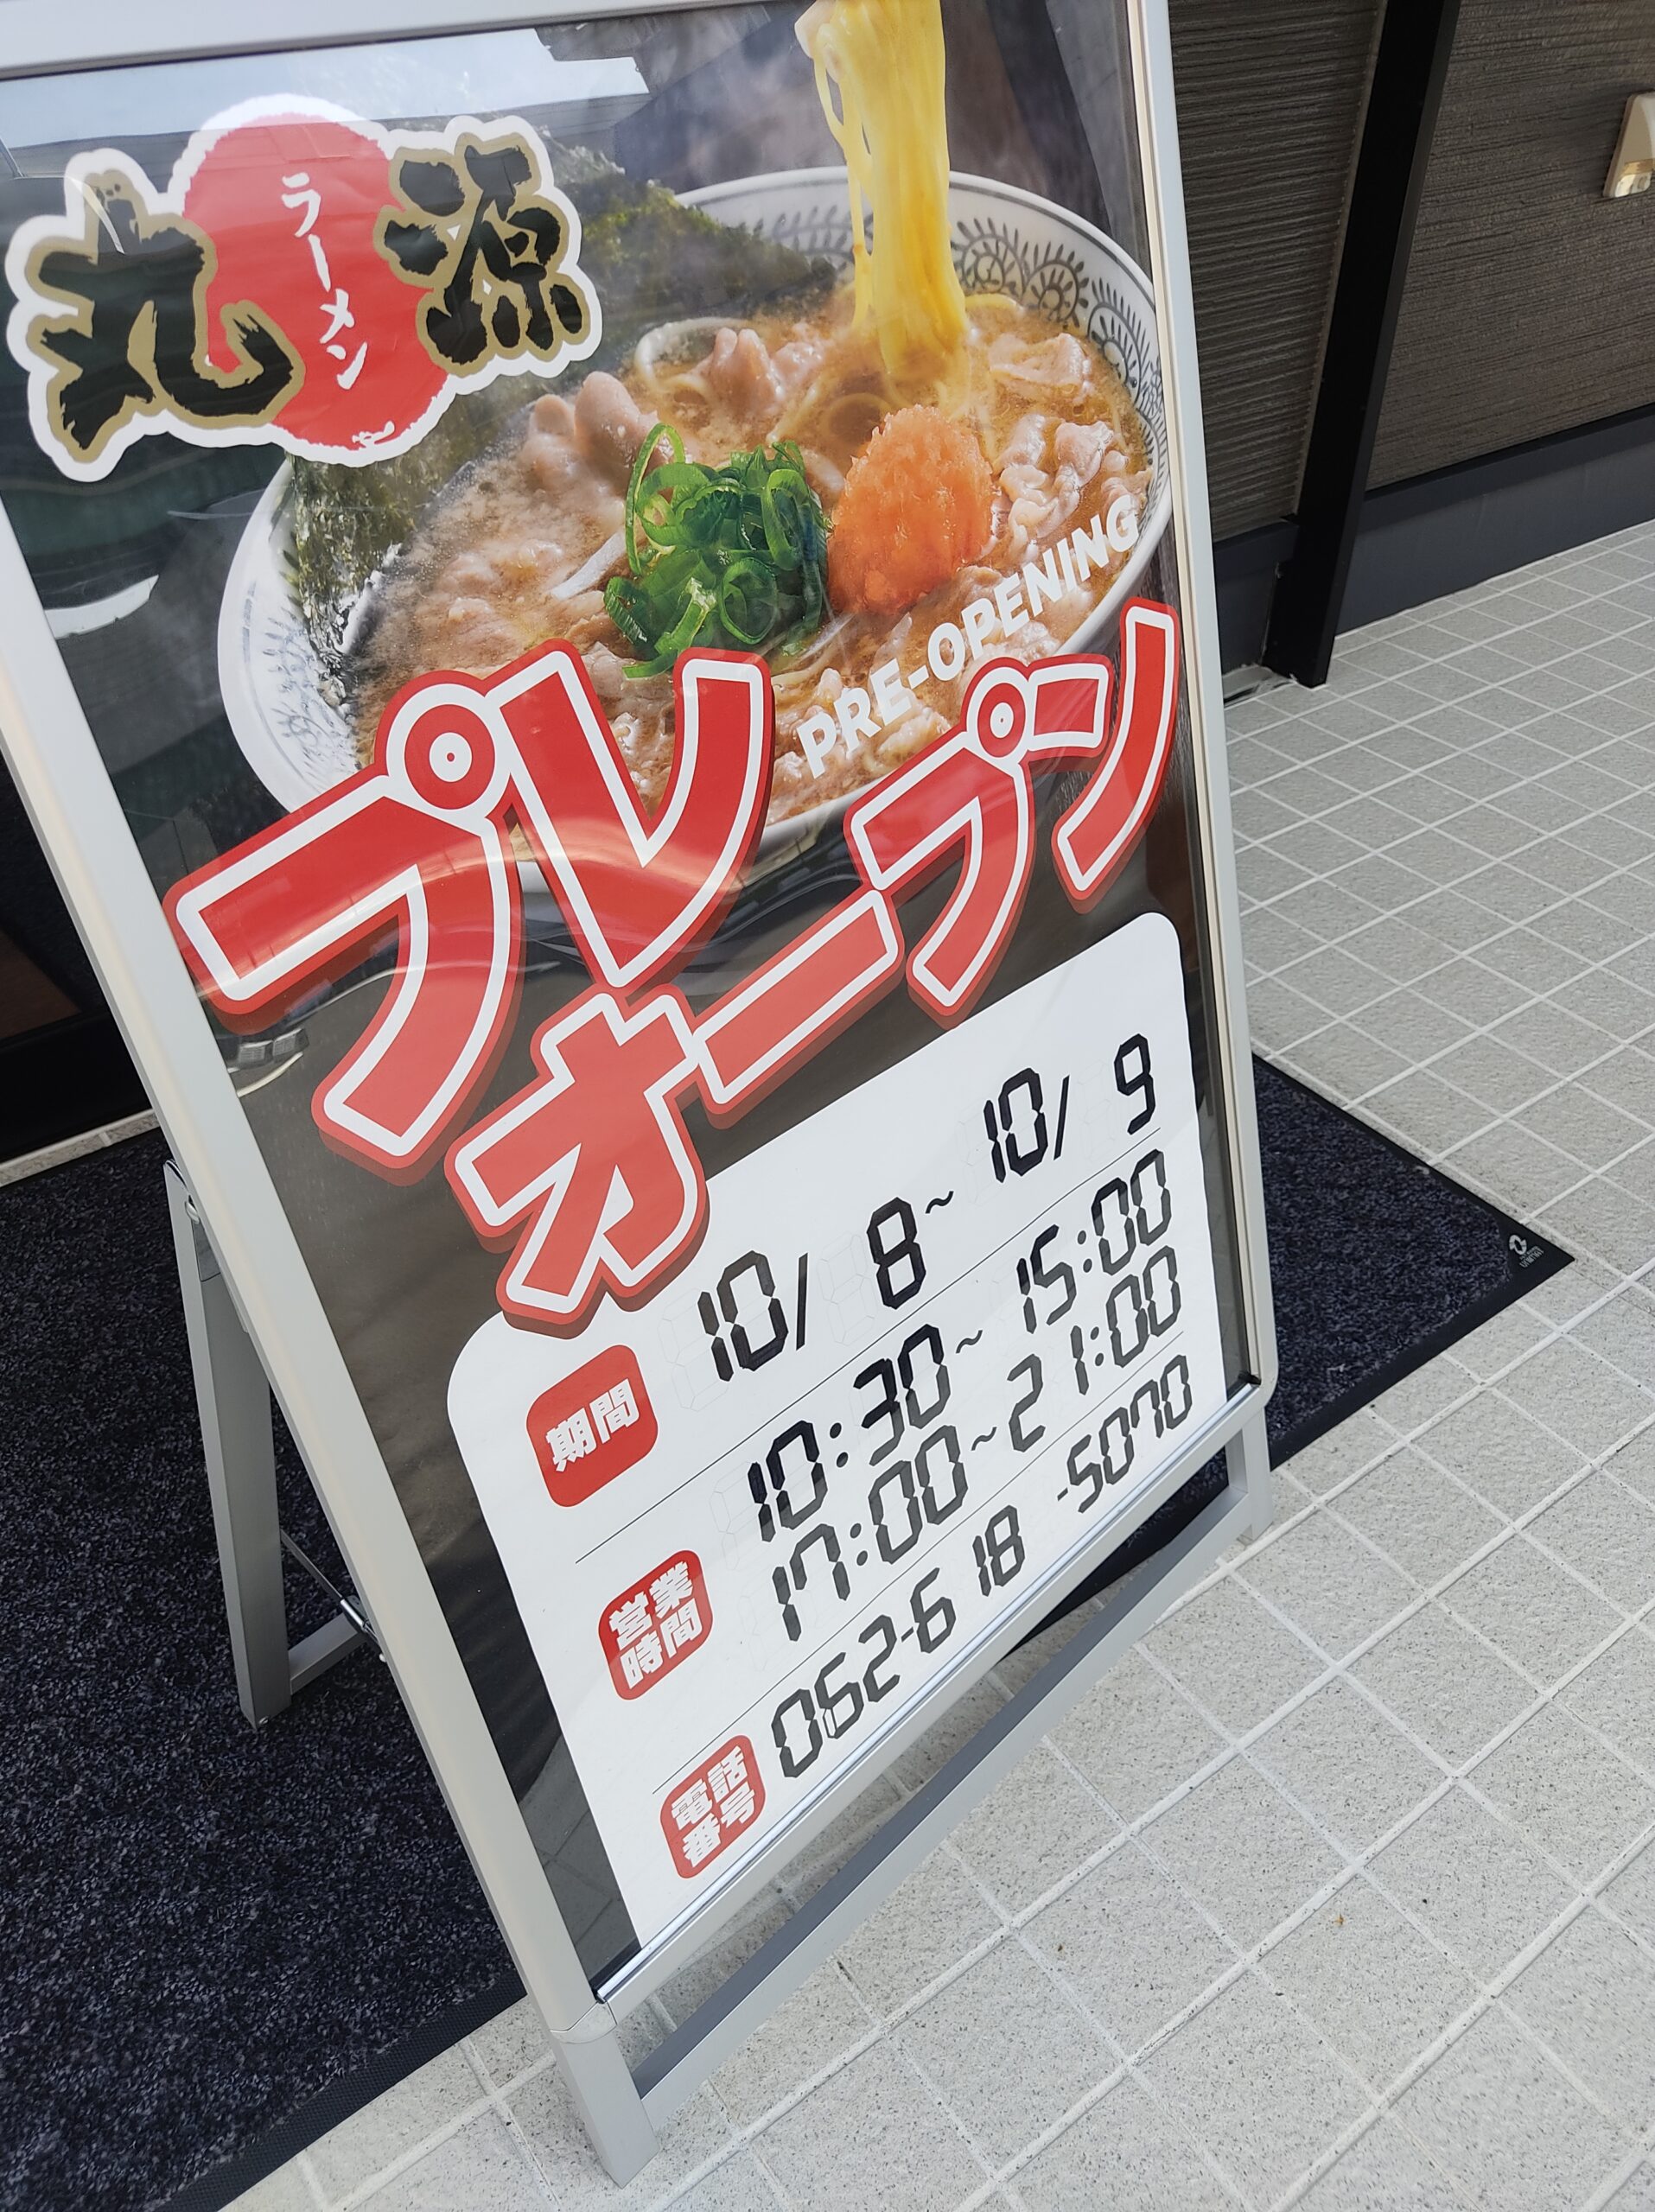 丸源
ラーメン
PRE-OPENING
プレ
オープン
期間 10/ 8~ 10/ 9
営業時間 10:30~ 15:00
17:00~21:00
電話番号 062-618-5070